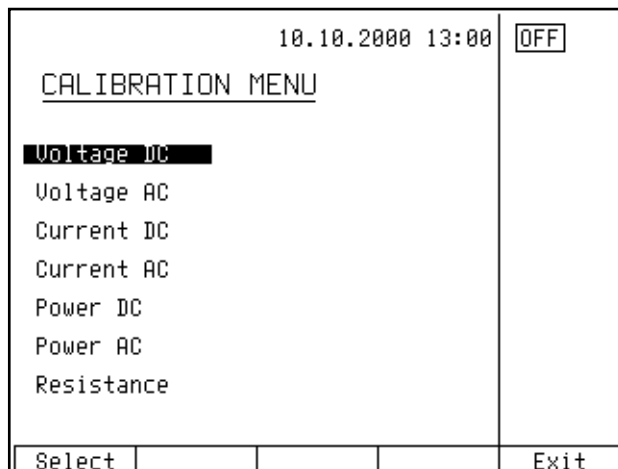 10.10.2000 13:00 OFF
CALIBRATION MENU
Voltage DC
Voltage AC
Current DC
Current AC
Power DC
Power AC
Resistance
Select Exit